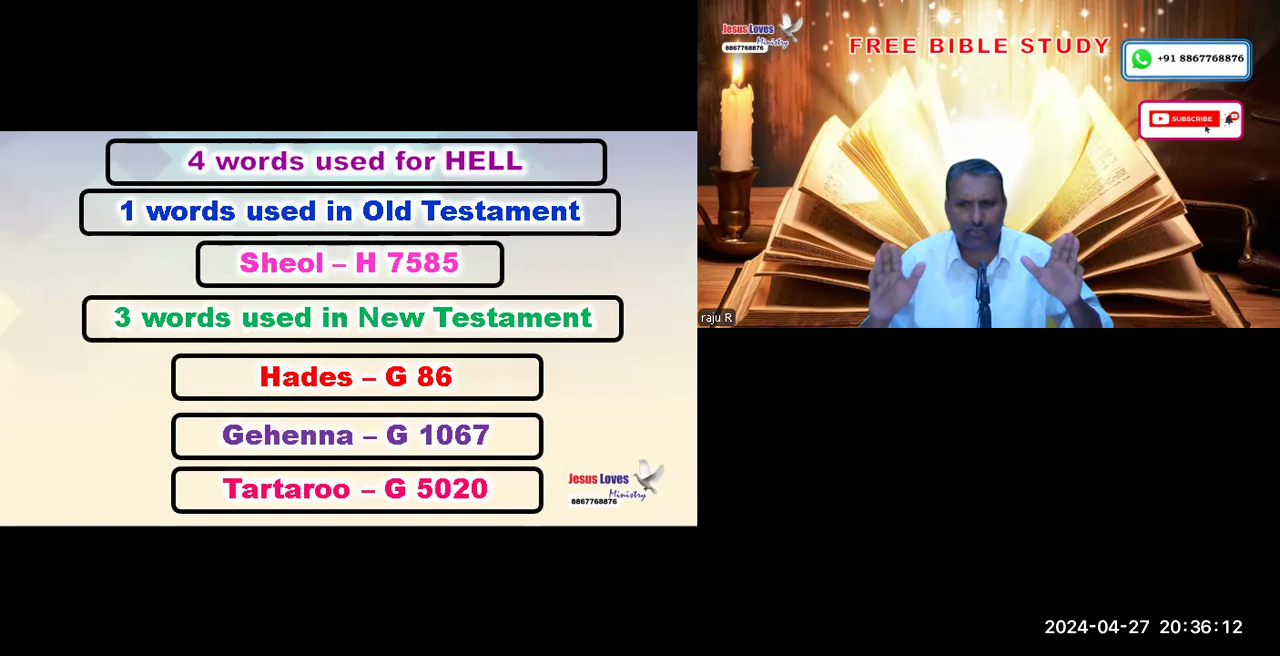 4 words used for HELL
1 words used in Old Testament
Sheol – H 7585
3 words used in New Testament
Hades – G 86
Gehenna – G 1067
Tartaroo – G 5020
Jesus Loves
Ministry
8867768876
Jesus Loves
Ministry
8867768876
FREE BIBLE STUDY
+91 8867768876
SUBSCRIBE
raju R
2024-04-27 20:36:12